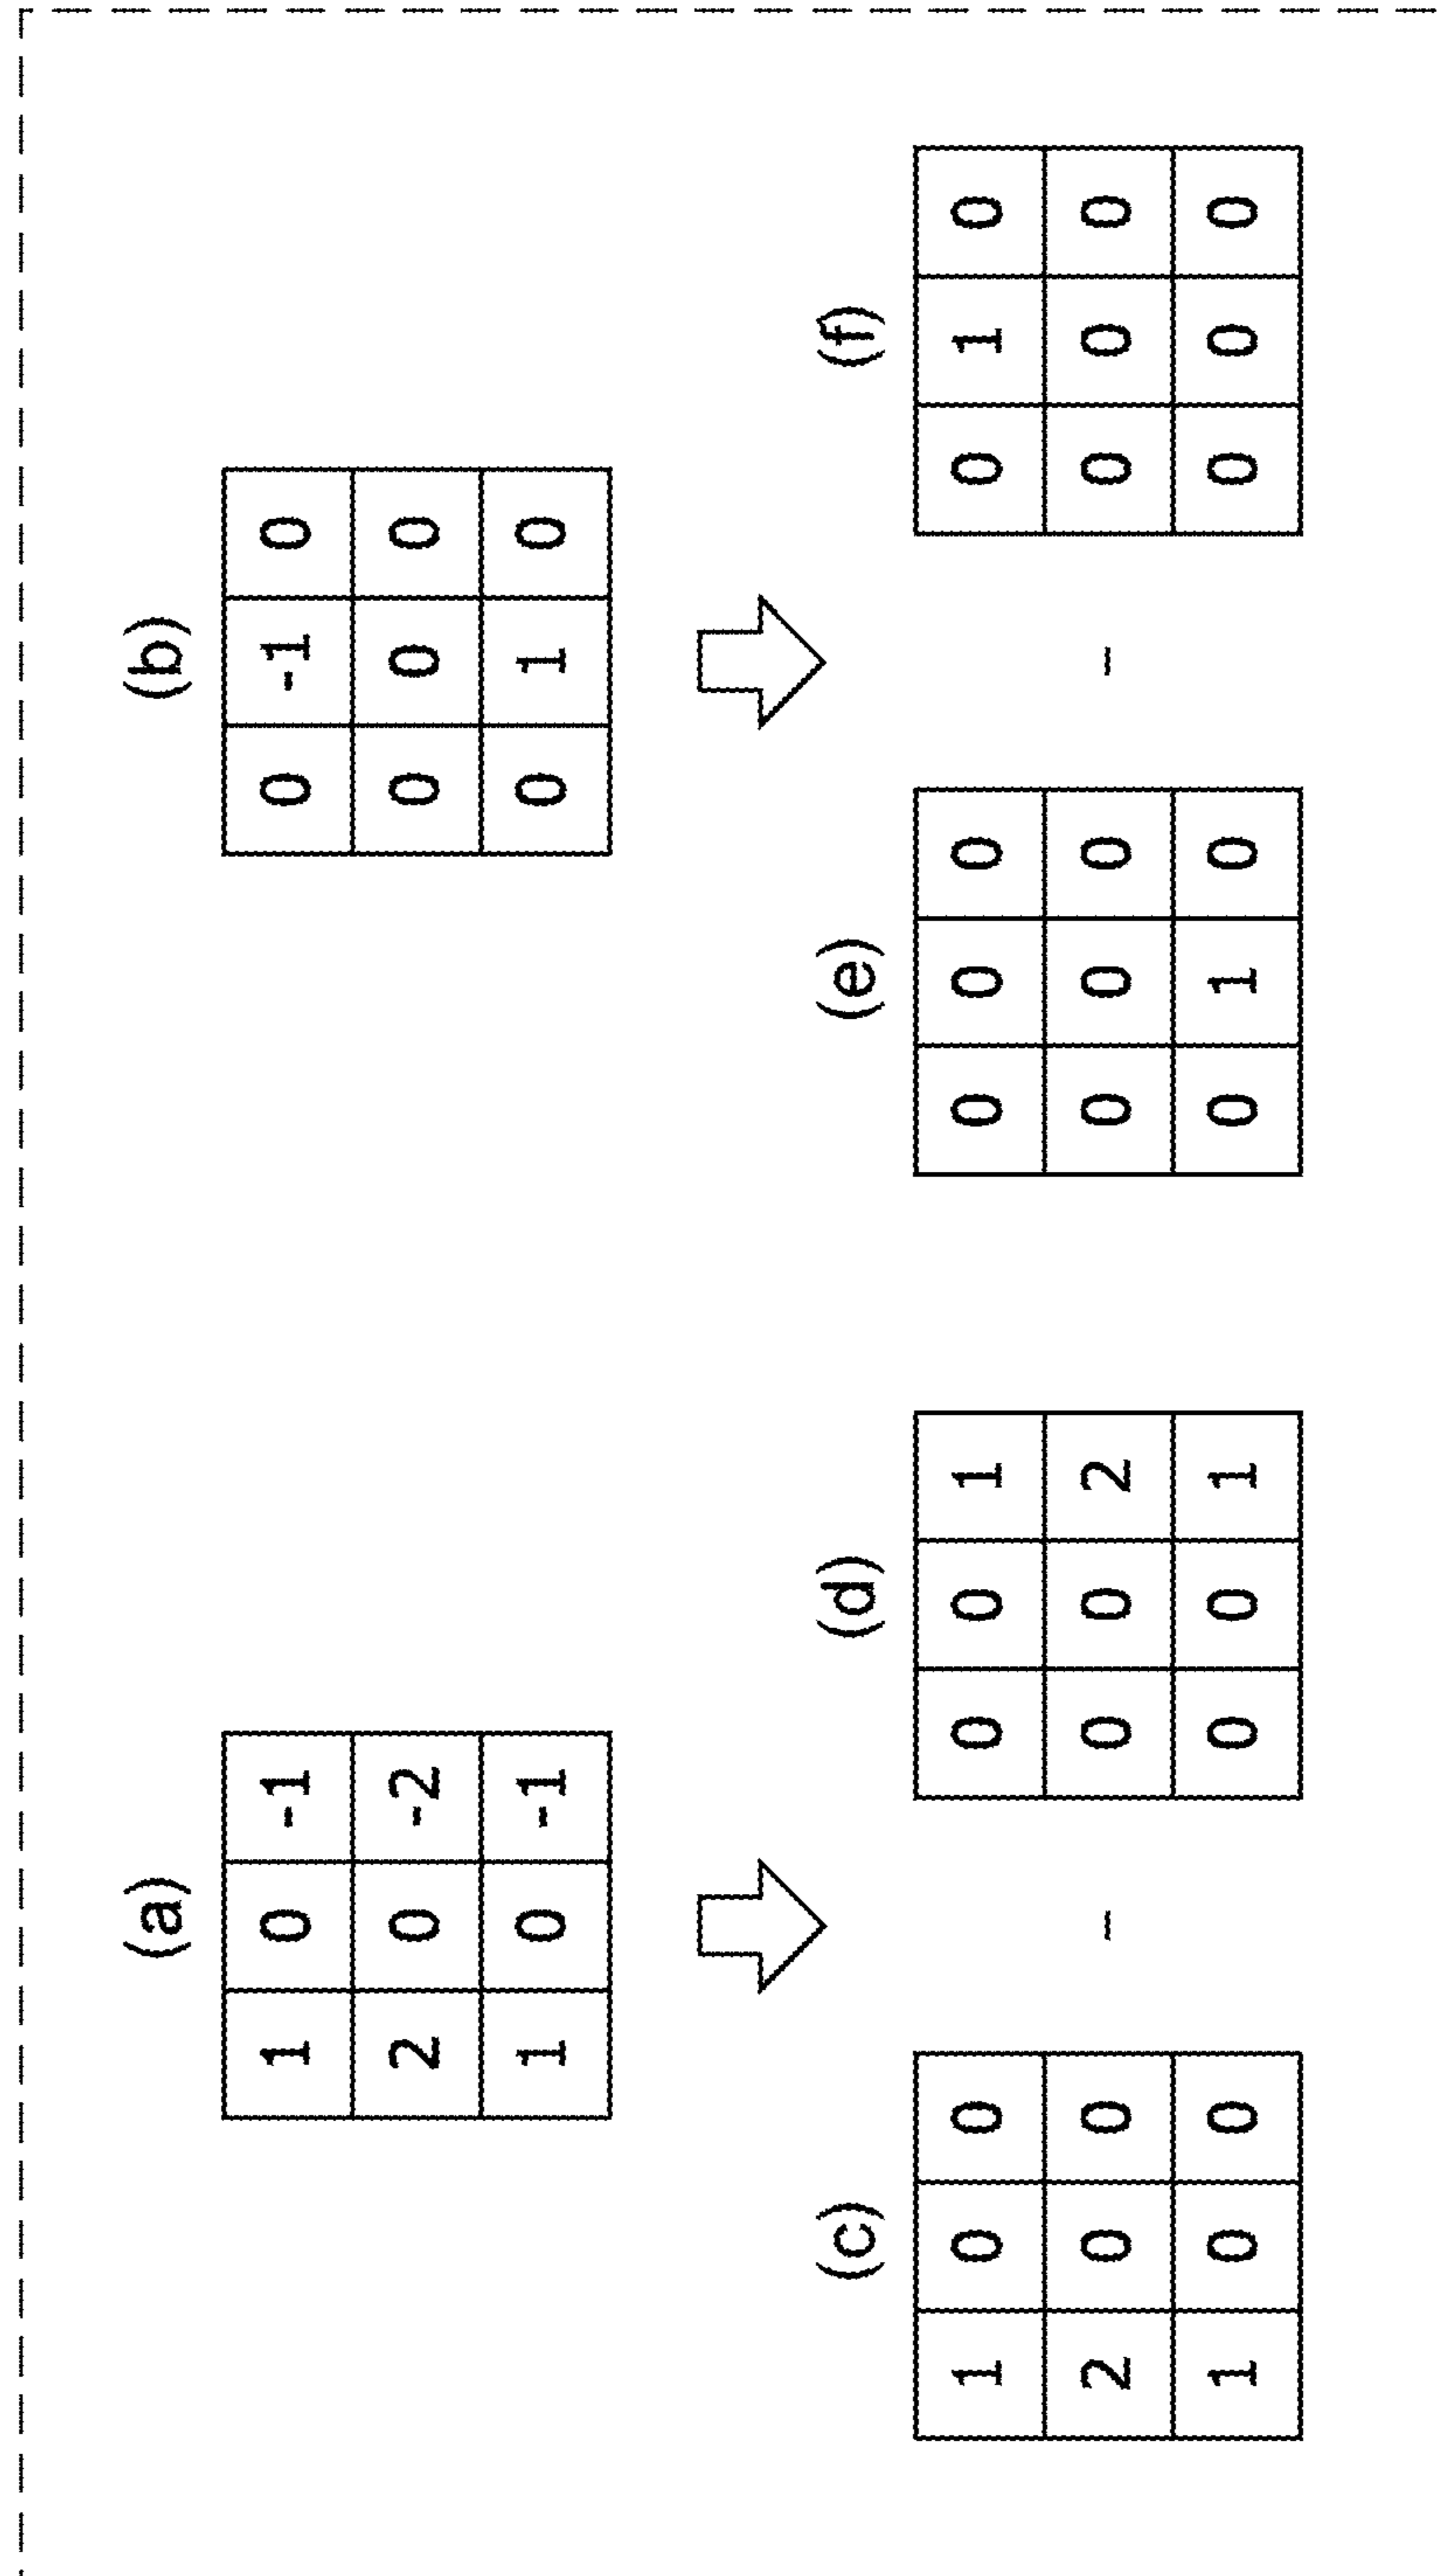 (a) (b)
1 0 -1 0 -1 0
2 0 -2 0 0 0
1 0 -1 0 1 0
(c) (d) (e) (f)
1 0 0 0 0 1 0 0 0 0 1 0
2 0 0 - 0 0 2 0 0 0 - 0 0 0
1 0 0 0 0 1 0 1 0 0 0 0